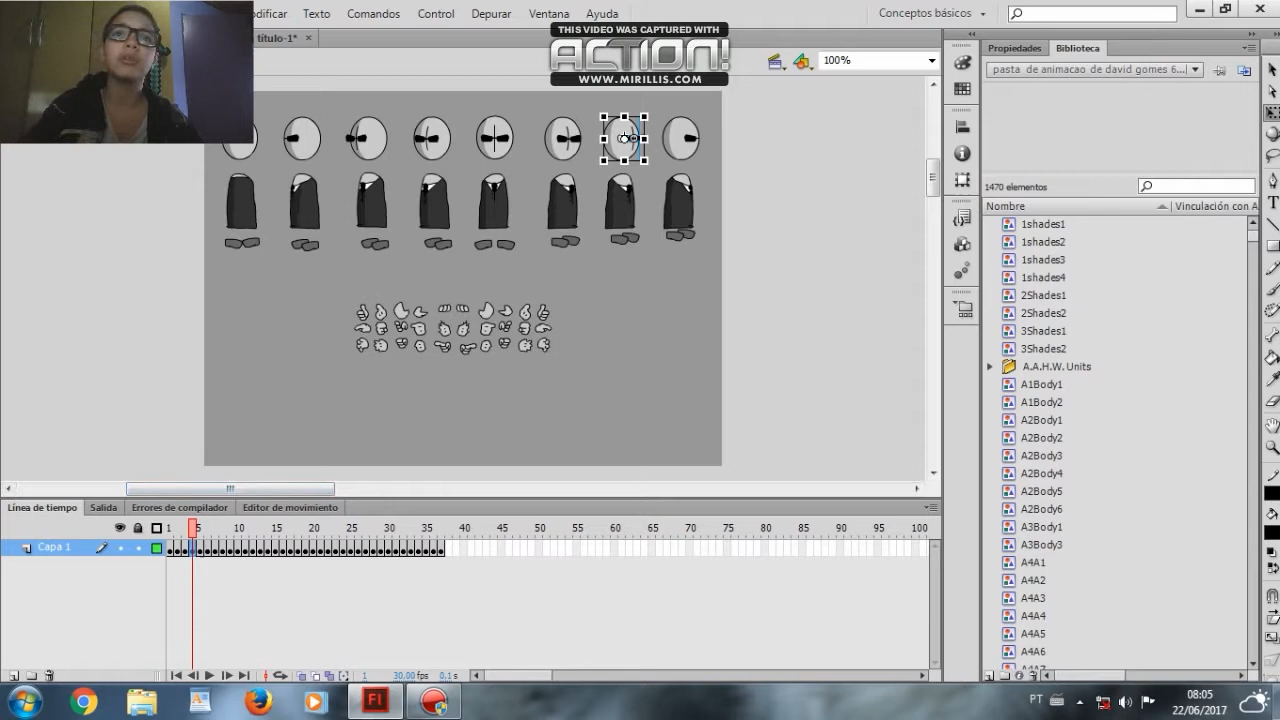 odificar Texto Comandos Control Depurar Ventana Ayuda Conceptos básicos
título-1* ×
THIS VIDEO WAS CAPTURED WITH
ACTION!
WWW.MIRILLIS.COM
100%
Propiedades Biblioteca
pasta de animacao de david gomes 6...
1470 elementos
Nombre Vinculación con A
1shades1
1shades2
1shades3
1shades4
2Shades1
2Shades2
3Shades1
3Shades2
A.A.H.W. Units
A1Body1
A1Body2
A2Body1
A2Body2
A2Body3
A2Body4
A2Body5
A2Body6
A3Body1
A3Body3
A4A1
A4A2
A4A3
A4A4
A4A5
A4A6
Línea de tiempo Salida Errores de compilador Editor de movimiento
1 5 10 15 20 25 30 35 40 45 50 55 60 65 70 75 80 85 90 95 100
Capa 1
1 30,00 fps 0,1 s
PT
08:05
22/06/2017